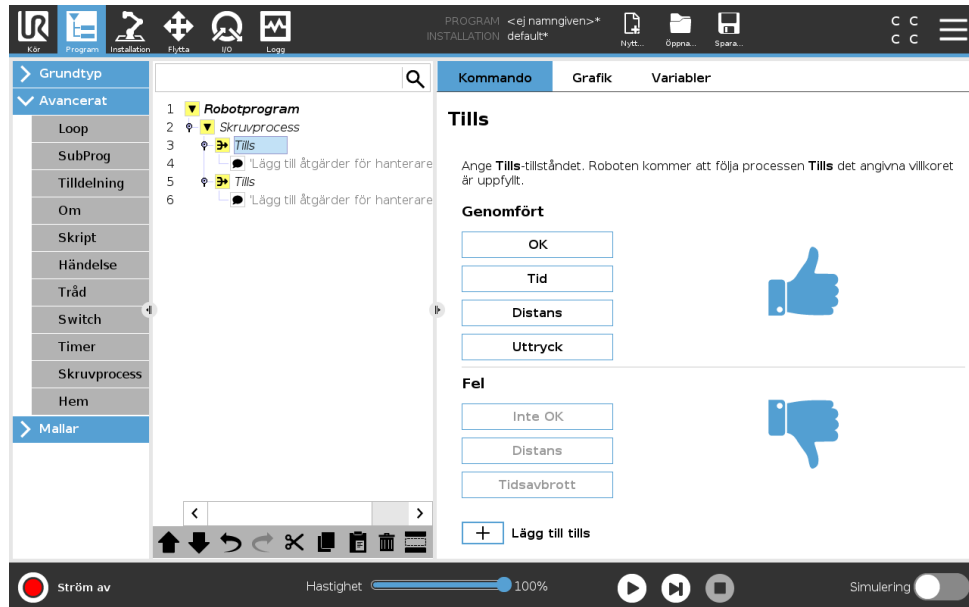 UR
Kör
Program
Installation
Flytta
I/O
Logg
PROGRAM <ej namngiven>*
INSTALLATION default*
Nytt...
Öppna...
Spara...
C C
C C
Grundtyp
Avancerat
Loop
SubProg
Tilldelning
Om
Skript
Händelse
Tråd
Switch
Timer
Skruvprocess
Hem
Mallar
1 Robotprogram
2 Skruvprocess
3 Tills
4 'Lägg till åtgärder för hanterare
5 Tills
6 'Lägg till åtgärder för hanterare
Kommando Grafik Variabler
Tills
Ange Tills-tillståndet. Roboten kommer att följa processen Tills det angivna villkoret
är uppfyllt.
Genomfört
OK
Tid
Distans
Uttryck
Fel
Inte OK
Distans
Tidsavbrott
+ Lägg till tills
Ström av
Hastighet 100%
Simulering